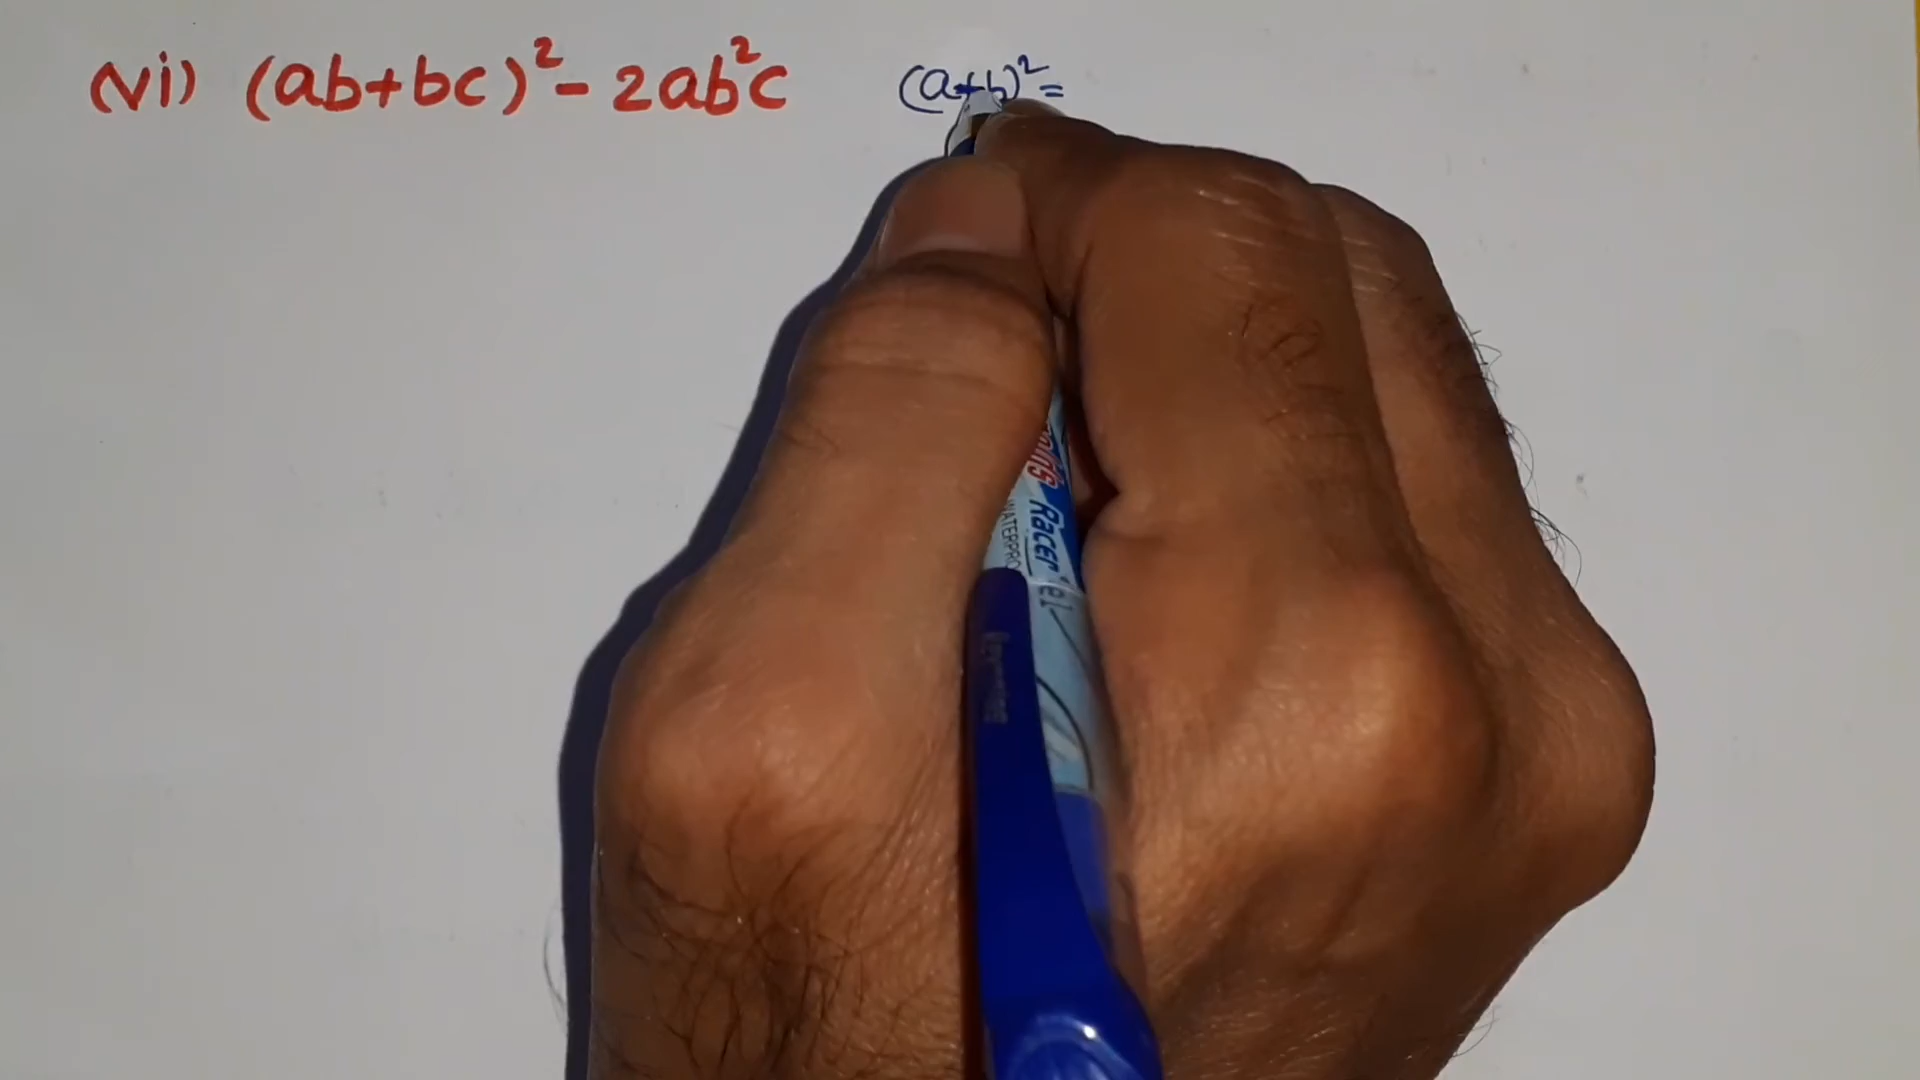 (vi) (ab+bc)² - 2ab²c (a+b)² =
Racer